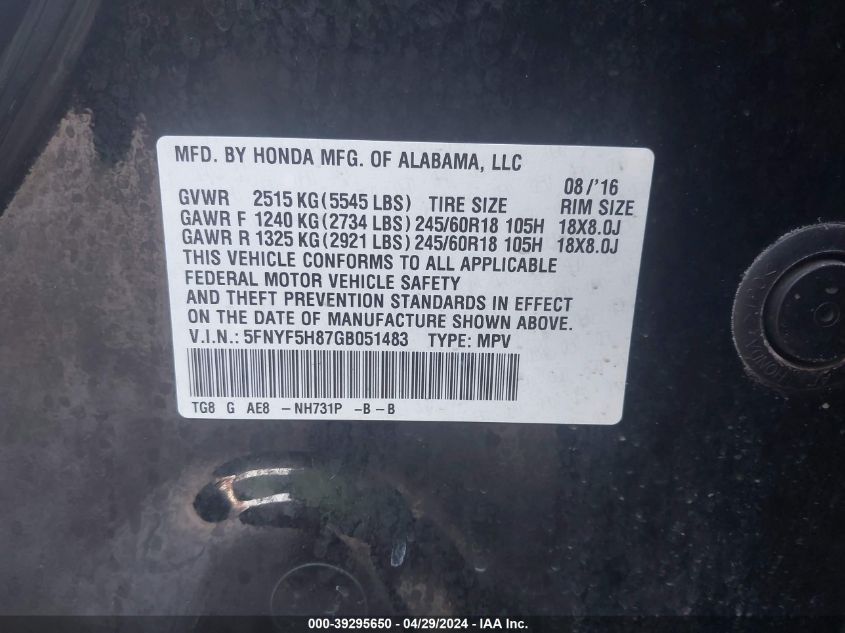 MFD. BY HONDA MFG. OF ALABAMA, LLC
08/'16
GVWR 2515 KG(5545 LBS) TIRE SIZE RIM SIZE
GAWR F 1240 KG(2734 LBS) 245/60R18 105H 18X8.0J
GAWR R 1325 KG(2921 LBS) 245/60R18 105H 18X8.0J
THIS VEHICLE CONFORMS TO ALL APPLICABLE
FEDERAL MOTOR VEHICLE SAFETY
AND THEFT PREVENTION STANDARDS IN EFFECT
ON THE DATE OF MANUFACTURE SHOWN ABOVE.
V.I.N.: 5FNYF5H87GB051483 TYPE: MPV
TG8 G AE8 -NH731P -B-B
000-39295650 - 04/29/2024 - IAA Inc.